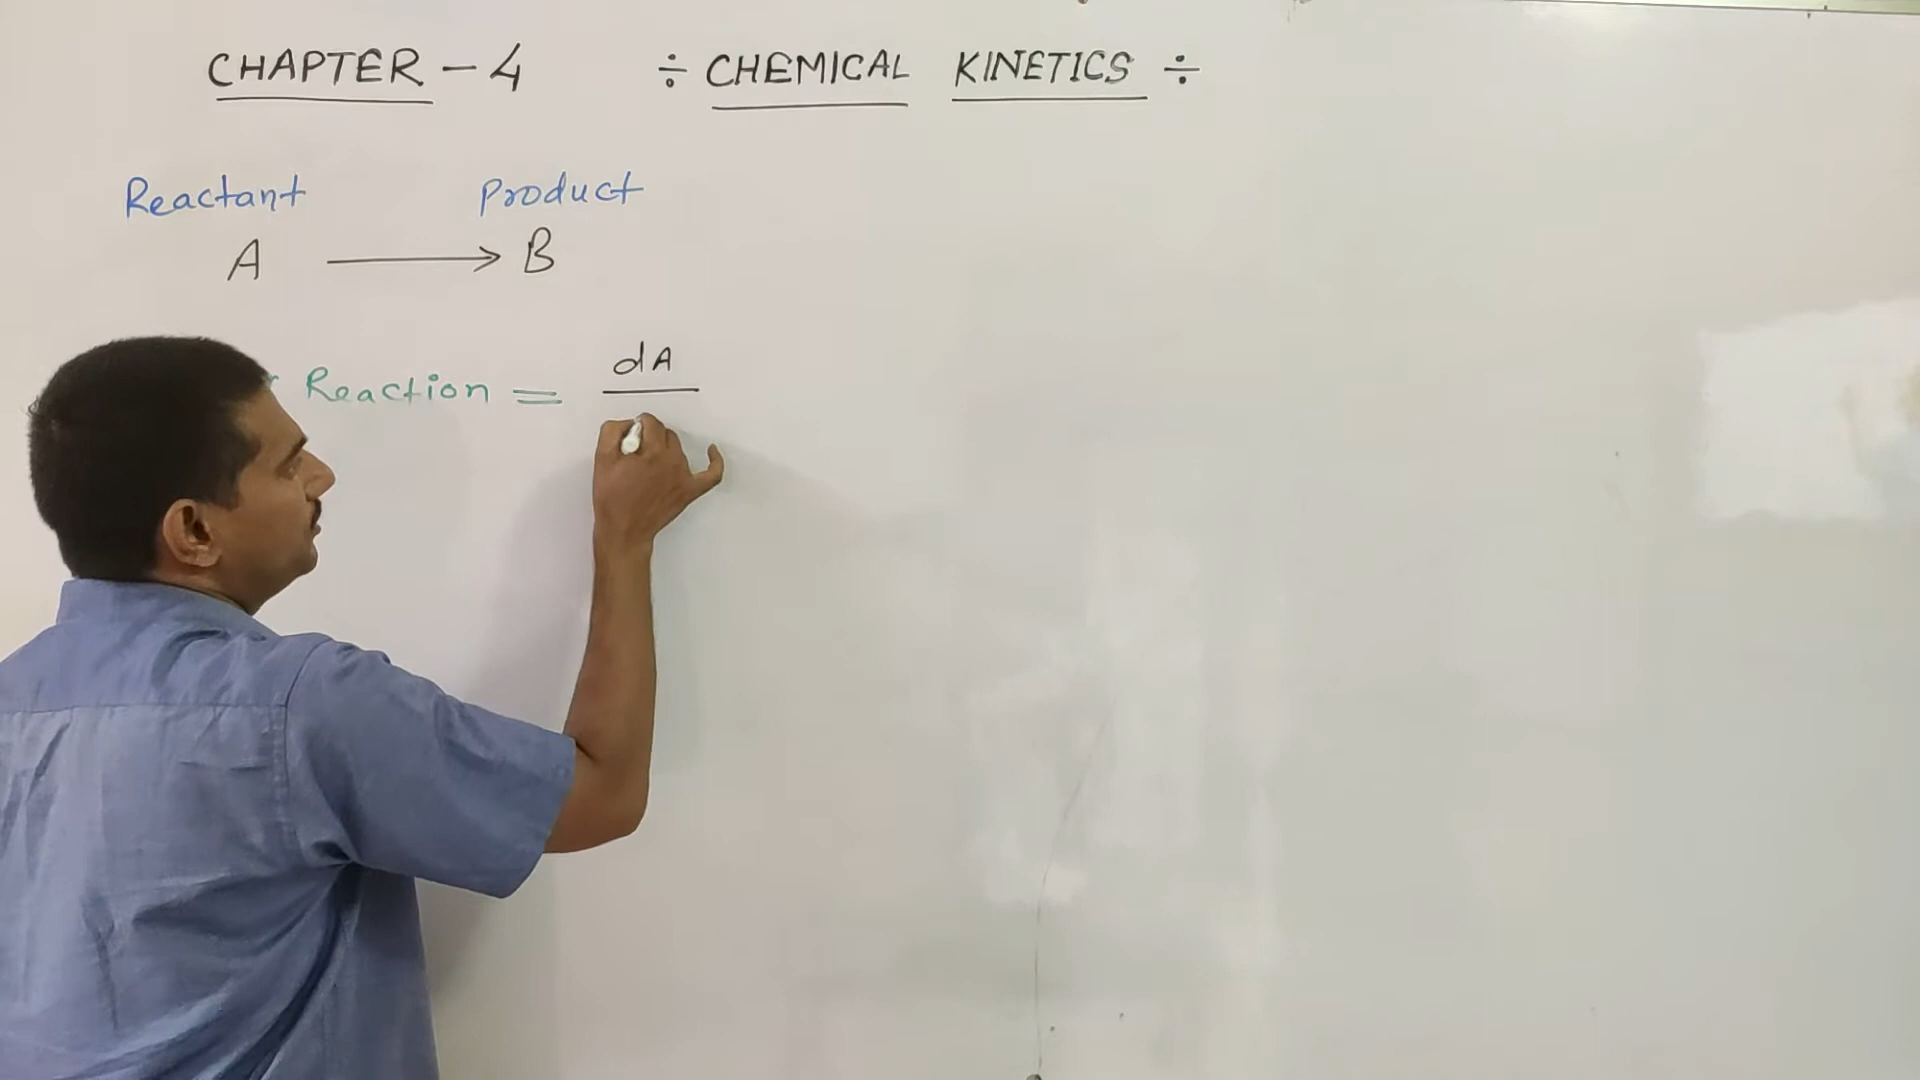 CHAPTER - 4 ÷ CHEMICAL KINETICS ÷
Reactant Product
A ⟶ B
Reaction = dA